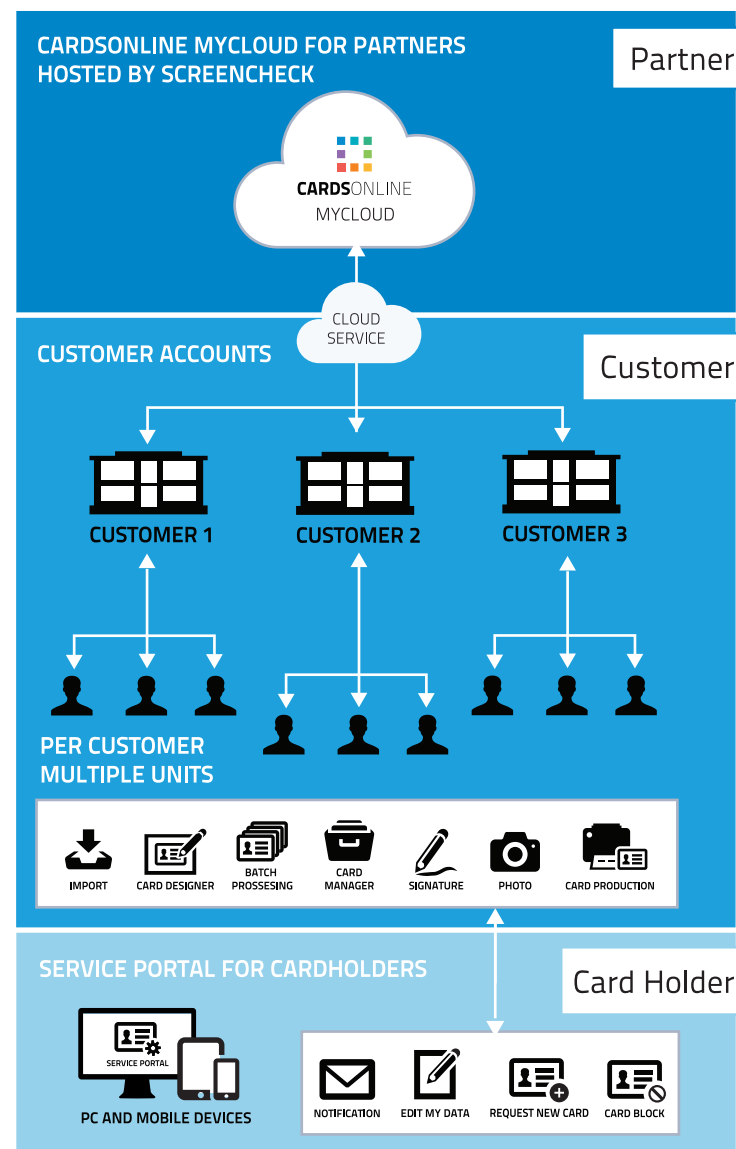 CARDSONLINE MYCLOUD FOR PARTNERS
HOSTED BY SCREENCHECK
Partner
CARDSONLINE
MYCLOUD
CLOUD
SERVICE
CUSTOMER ACCOUNTS
Customer
CUSTOMER 1
CUSTOMER 2
CUSTOMER 3
PER CUSTOMER
MULTIPLE UNITS
IMPORT
CARD DESIGNER
BATCH
PROSSESING
CARD
MANAGER
SIGNATURE
PHOTO
CARD PRODUCTION
SERVICE PORTAL FOR CARDHOLDERS
Card Holder
SERVICE PORTAL
PC AND MOBILE DEVICES
NOTIFICATION
EDIT MY DATA
REQUEST NEW CARD
CARD BLOCK